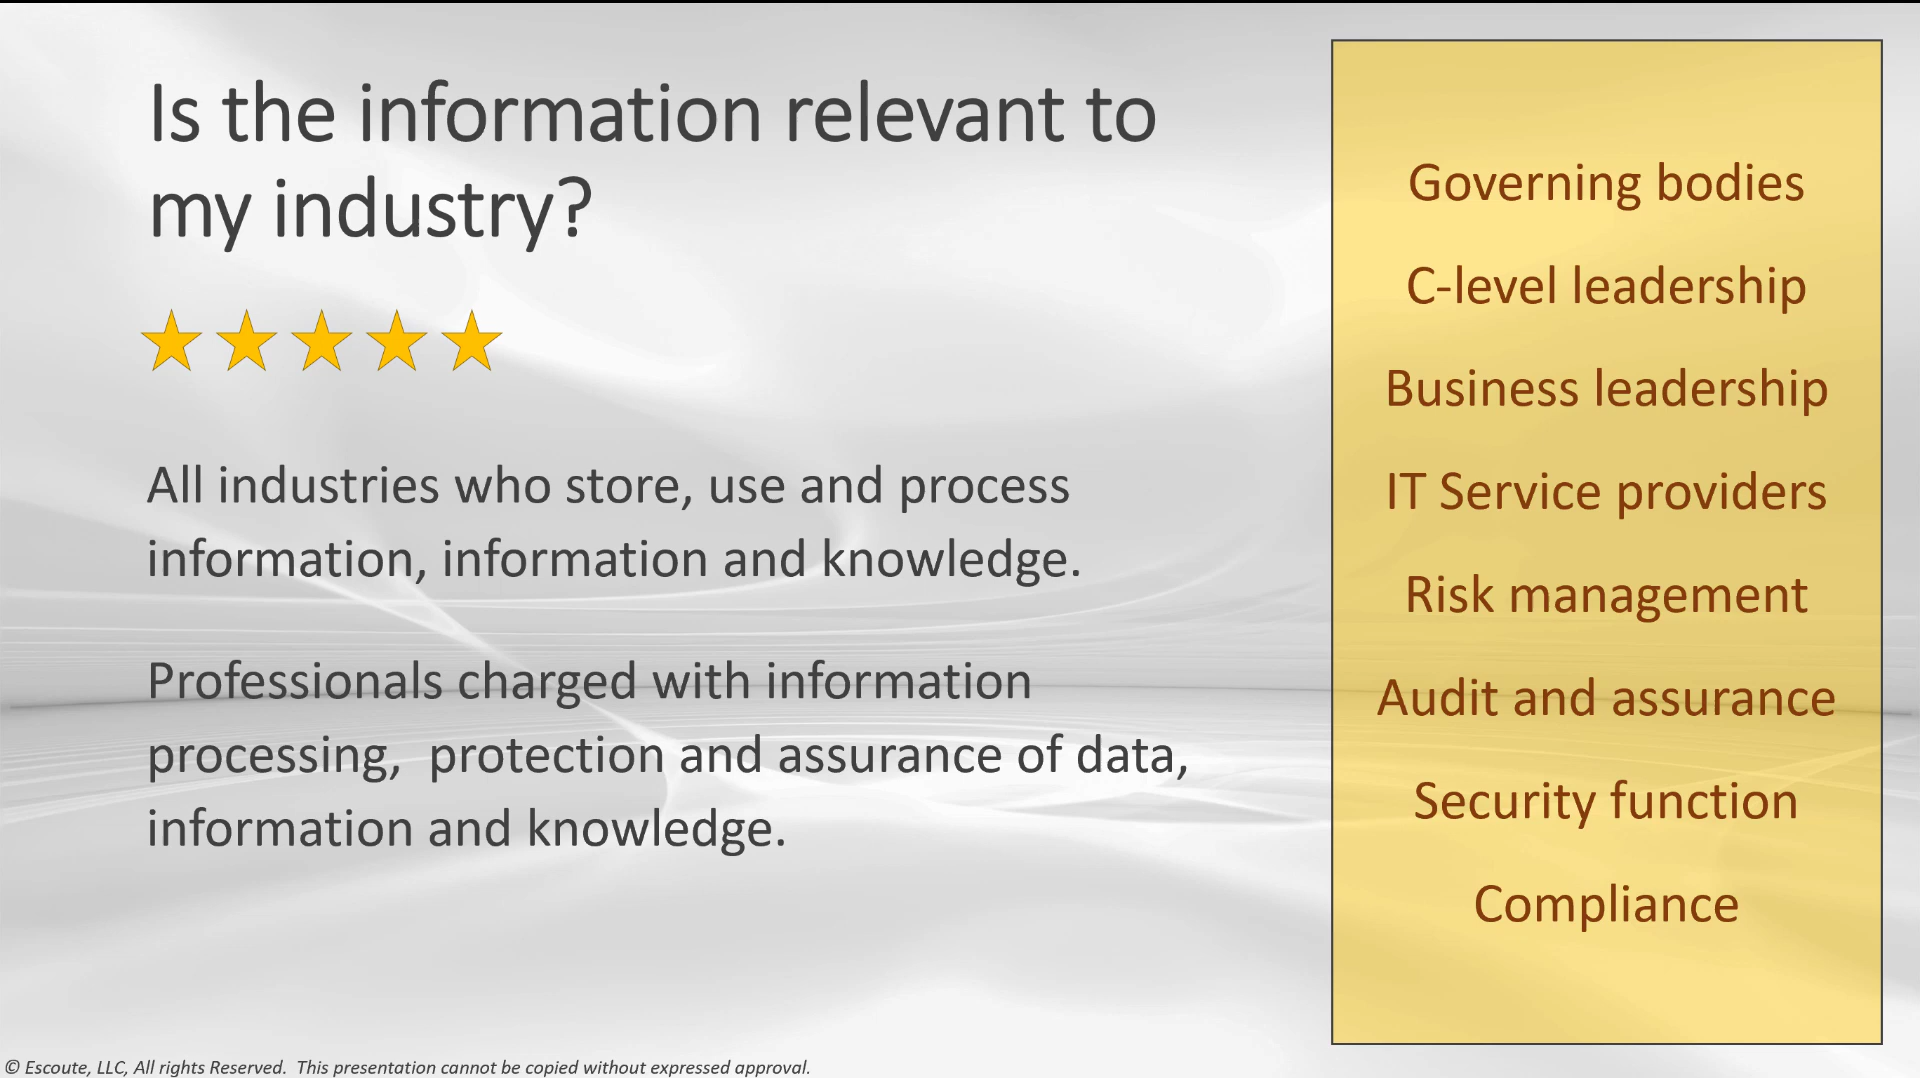 Is the information relevant to
my industry?
All industries who store, use and process
information, information and knowledge.
Professionals charged with information
processing,  protection and assurance of data,
information and knowledge.
Governing bodies
C-level leadership
Business leadership
IT Service providers
Risk management
Audit and assurance
Security function
Compliance
© Escoute, LLC, All rights Reserved.  This presentation cannot be copied without expressed approval.